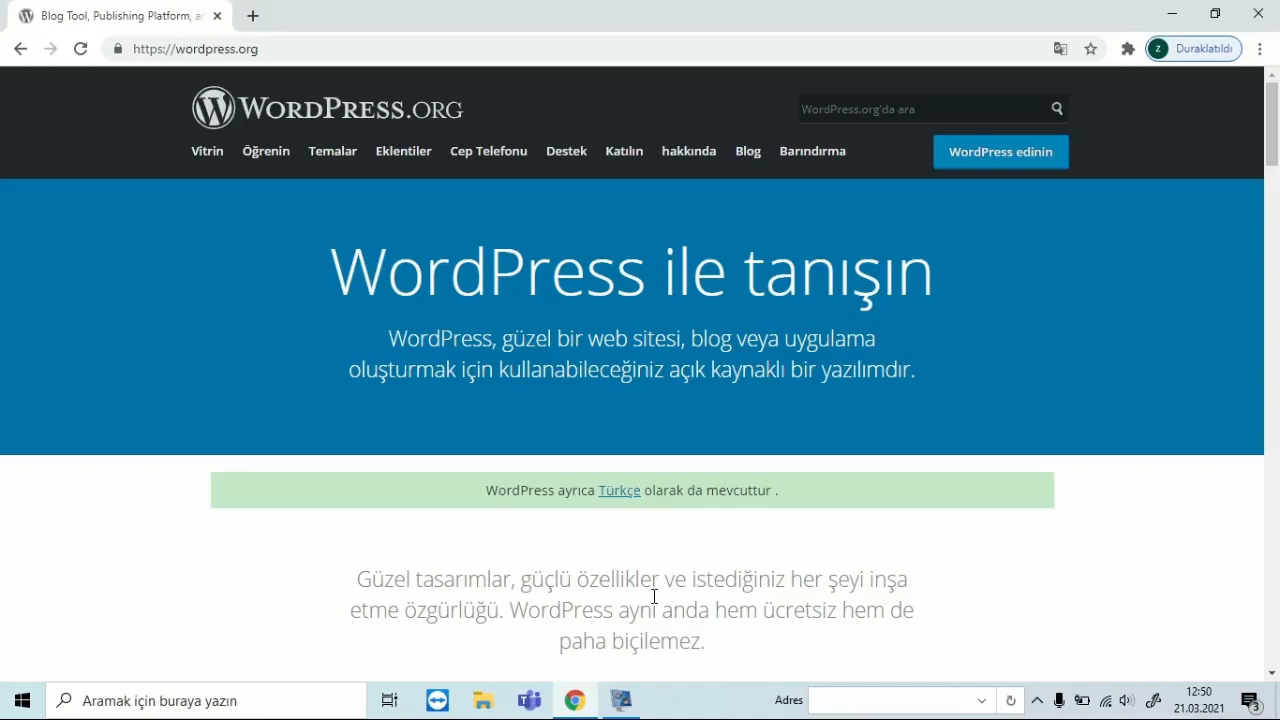 Blog Tool, Publishing Platform, an
https://wordpress.org
z
Duraklatıldı
WORDPRESS.ORG
WordPress.org'da ara
Vitrin Öğrenin Temalar Eklentiler Cep Telefonu Destek Katılın hakkında Blog Barındırma
WordPress edinin
WordPress ile tanışın
WordPress, güzel bir web sitesi, blog veya uygulama
oluşturmak için kullanabileceğiniz açık kaynaklı bir yazılımdır.
WordPress ayrıca Türkçe olarak da mevcuttur .
Güzel tasarımlar, güçlü özellikler ve istediğiniz her şeyi inşa
etme özgürlüğü. WordPress aynı anda hem ücretsiz hem de
paha biçilemez.
Aramak için buraya yazın
Adres
12:50
21.03.2021
3